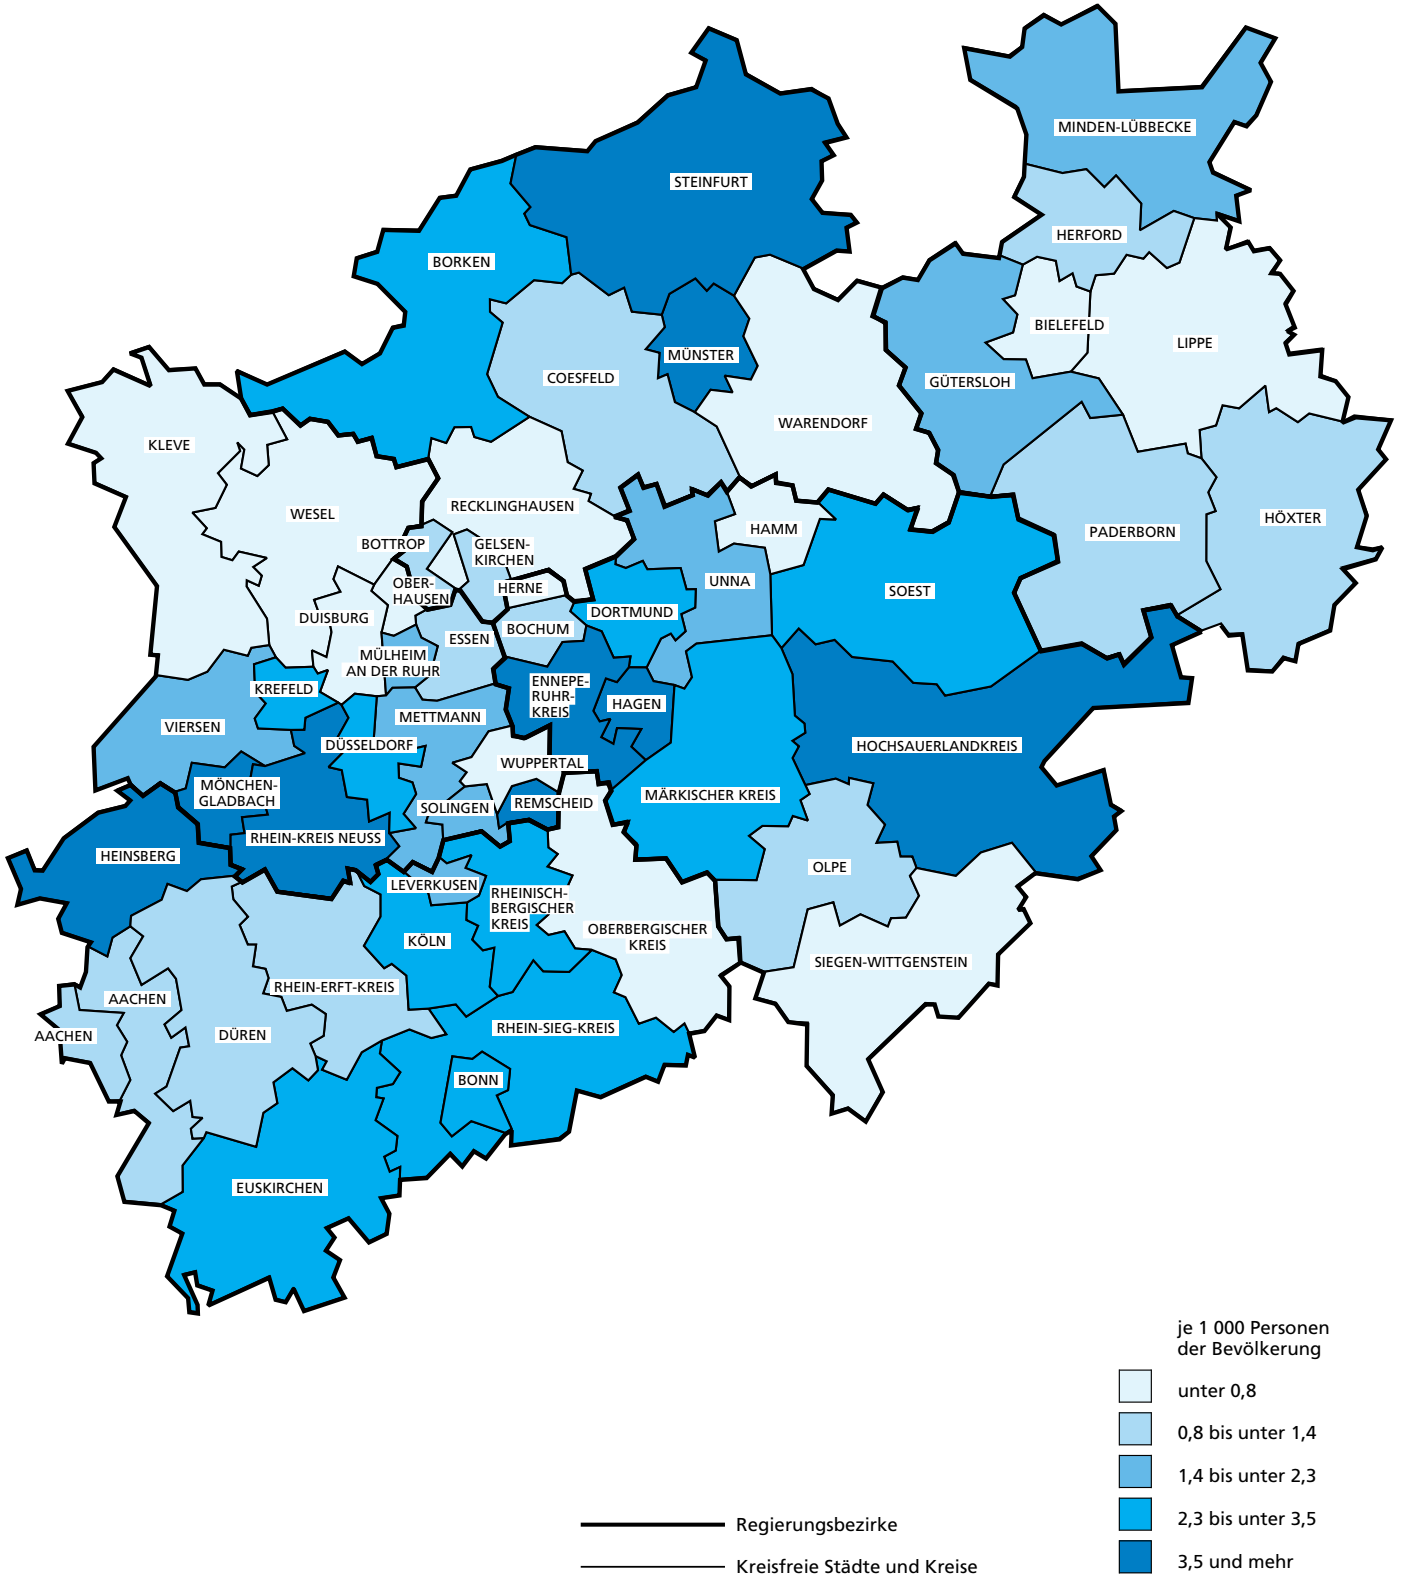 MINDEN-LÜBBECKE
STEINFURT
HERFORD
BORKEN
BIELEFELD
LIPPE
MÜNSTER
COESFELD
GÜTERSLOH
WARENDORF
KLEVE
RECKLINGHAUSEN
WESEL
HÖXTER
HAMM
PADERBORN
BOTTROP
GELSEN-
KIRCHEN
OBER-
HAUSEN
HERNE
UNNA
SOEST
DORTMUND
DUISBURG
BOCHUM
ESSEN
MÜLHEIM
AN DER RUHR
KREFELD
ENNEPE-
RUHR-
KREIS
HAGEN
METTMANN
VIERSEN
DÜSSELDORF
HOCHSAUERLANDKREIS
WUPPERTAL
MÖNCHEN-
GLADBACH
MÄRKISCHER KREIS
REMSCHEID
SOLINGEN
RHEIN-KREIS NEUSS
HEINSBERG
OLPE
LEVERKUSEN
RHEINISCH-
BERGISCHER
KREIS
OBERBERGISCHER
KREIS
KÖLN
SIEGEN-WITTGENSTEIN
RHEIN-ERFT-KREIS
AACHEN
RHEIN-SIEG-KREIS
AACHEN
DÜREN
BONN
EUSKIRCHEN
je 1 000 Personen
der Bevölkerung
unter 0,8
0,8 bis unter 1,4
1,4 bis unter 2,3
2,3 bis unter 3,5
3,5 und mehr
Regierungsbezirke
Kreisfreie Städte und Kreise